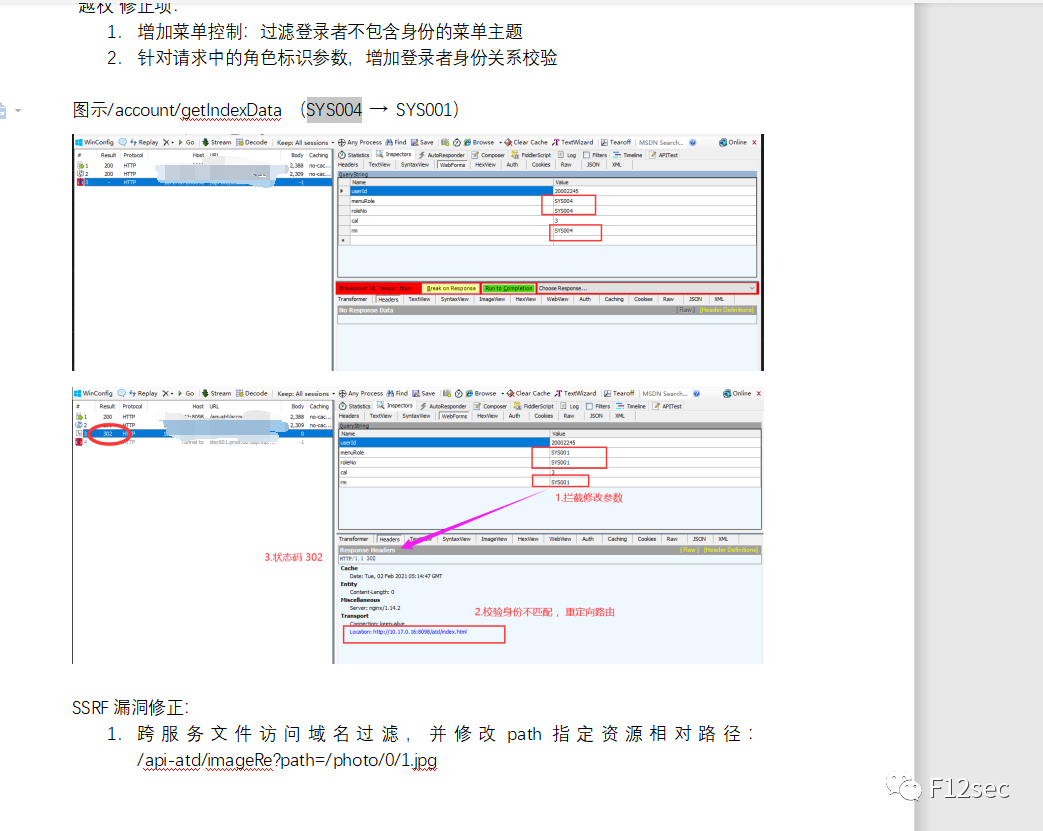 越权 修正项:
1. 增加菜单控制：过滤登录者不包含身份的菜单主题
2. 针对请求中的角色标识参数，增加登录者身份关系校验
图示/account/getIndexData （SYS004 → SYS001）
WinConfig Replay Go Stream Decode Keep: All sessions Any Process Find Save Browse Clear Cache TextWizard Tearoff MSDN Search... Online
# Result Protocol Host URL Body Caching
1 200 HTTP 2,388 no-cac...
2 200 HTTP 2,309 no-cac...
3 - HTTP -1
Statistics Inspectors AutoResponder Composer FiddlerScript Log Filters Timeline APITest
Headers TextView SyntaxView WebForms HexView Auth Cookies Raw JSON XML
QueryString
Name Value
userId 20002245
menuRole SYS004
roleNo SYS004
cal 3
rm SYS004
Breakpoint hit. Tamper, then: Break on Response Run to Completion Choose Response...
Transformer Headers TextView SyntaxView ImageView HexView WebView Auth Caching Cookies Raw JSON XML
No Response Data [Raw] [Header Definitions]
WinConfig Replay Go Stream Decode Keep: All sessions Any Process Find Save Browse Clear Cache TextWizard Tearoff MSDN Search... Online
# Result Protocol Host URL Body Caching
1 200 HTTP 2,388 no-cac...
2 200 HTTP 2,309 no-cac...
302 0
Tunnel to -1
Statistics Inspectors AutoResponder Composer FiddlerScript Log Filters Timeline APITest
Headers TextView SyntaxView WebForms HexView Auth Cookies Raw JSON XML
QueryString
Name Value
userId 20002245
menuRole SYS001
roleNo SYS001
cal 3
rm SYS001
1.拦截修改参数
Transformer Headers TextView SyntaxView ImageView HexView WebView Auth Caching Cookies Raw JSON XML
Response Headers [Raw] [Header Definitions]
HTTP/1.1 302
3.状态码 302
Cache
Date: Tue, 02 Feb 2021 05:14:47 GMT
Entity
Content-Length: 0
Miscellaneous
Server: nginx/1.14.2
2.校验身份不匹配，重定向路由
Transport
Connection: keep-alive
Location: http://10.17.0.16:8098/atd/index.html
SSRF 漏洞修正:
1. 跨服务文件访问域名过滤，并修改 path 指定资源相对路径：
/api-atd/imageRe?path=/photo/0/1.jpg
F12sec